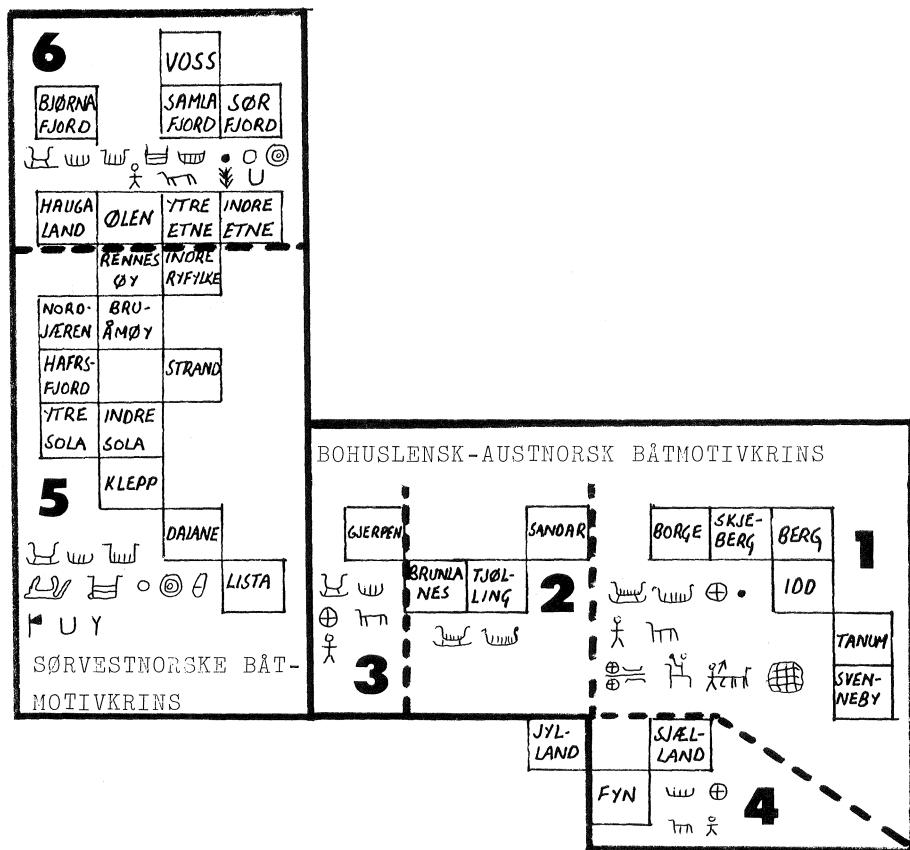 6
VOSS
BJØRNA
FJORD
SAMLA
FJORD
SØR
FJORD
HAUGA
LAND
ØLEN
YTRE
ETNE
INDRE
ETNE
RENNES
ØY
INDRE
RYFYLKE
NORD-
JÆREN
BRU-
ÅMØY
HAFRS-
FJORD
STRAND
YTRE
SOLA
INDRE
SOLA
KLEPP
5
DALANE
LISTA
SØRVESTNORSKE BÅT-
MOTIVKRINS
BOHUSLENSK-AUSTNORSK BÅTMOTIVKRINS
GJERPEN
3
SANDAR
BRUNLA
NES
TJØL-
LING
2
BORGE
SKJE-
BERG
BERG
1
IDD
TANUM
SVEN-
NEBY
JYL-
LAND
SJÆL-
LAND
FYN
4